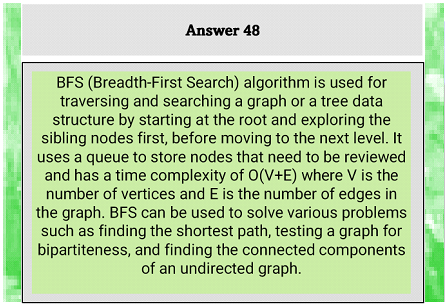 Answer 48
BFS (Breadth-First Search) algorithm is used for
traversing and searching a graph or a tree data
structure by starting at the root and exploring the
sibling nodes first, before moving to the next level. It
uses a queue to store nodes that need to be reviewed
and has a time complexity of O(V+E) where V is the
number of vertices and E is the number of edges in
the graph. BFS can be used to solve various problems
such as finding the shortest path, testing a graph for
bipartiteness, and finding the connected components
of an undirected graph.